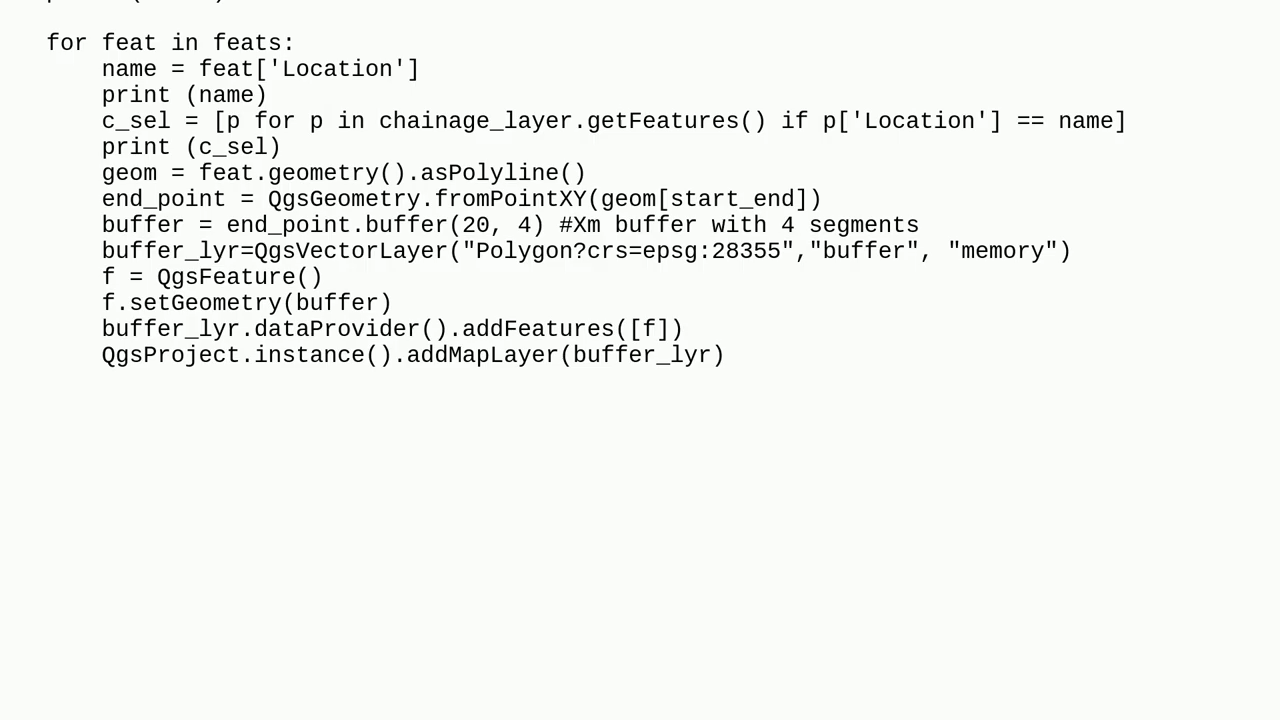 for feat in feats:
    name = feat['Location']
    print (name)
    c_sel = [p for p in chainage_layer.getFeatures() if p['Location'] == name]
    print (c_sel)
    geom = feat.geometry().asPolyline()
    end_point = QgsGeometry.fromPointXY(geom[start_end])
    buffer = end_point.buffer(20, 4) #Xm buffer with 4 segments
    buffer_lyr=QgsVectorLayer("Polygon?crs=epsg:28355","buffer", "memory")
    f = QgsFeature()
    f.setGeometry(buffer)
    buffer_lyr.dataProvider().addFeatures([f])
    QgsProject.instance().addMapLayer(buffer_lyr)